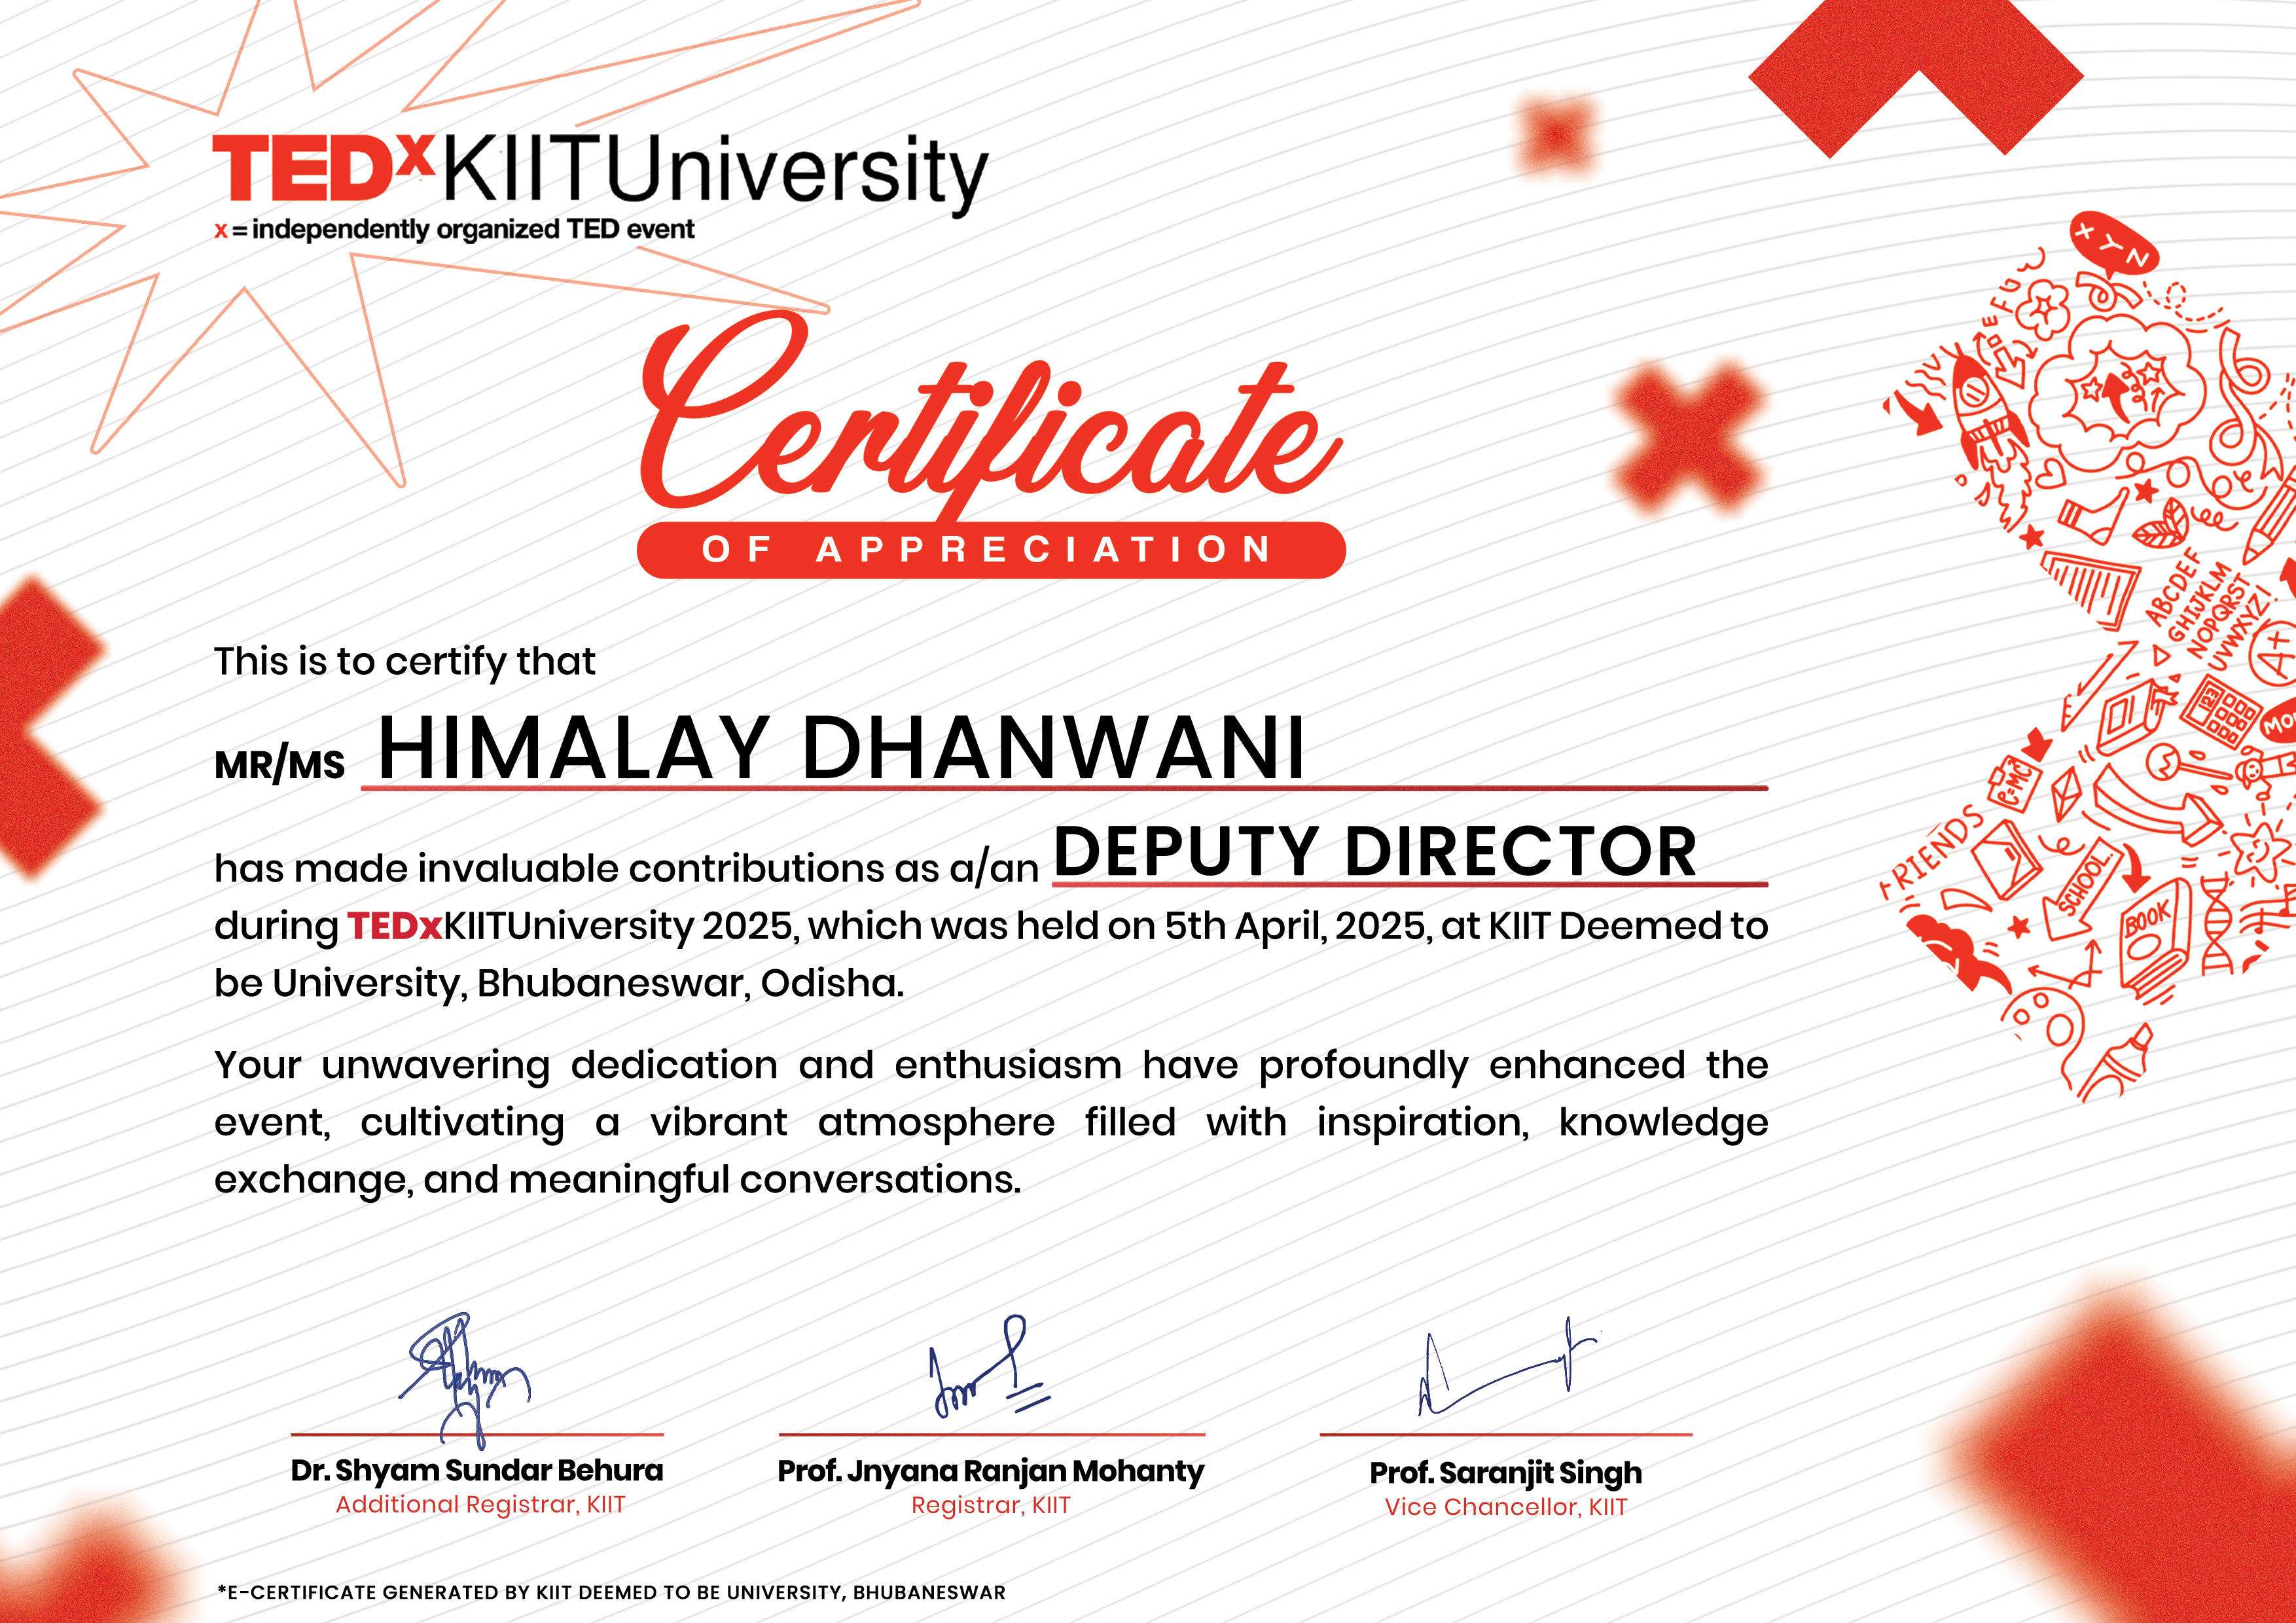 TEDxKIITUniversity
x = independently organized TED event
Certificate
OF APPRECIATION
This is to certify that
MR/MS HIMALAY DHANWANI
has made invaluable contributions as a/an DEPUTY DIRECTOR
during TEDxKIITUniversity 2025, which was held on 5th April, 2025, at KIIT Deemed to
be University, Bhubaneswar, Odisha.
Your unwavering dedication and enthusiasm have profoundly enhanced the
event, cultivating a vibrant atmosphere filled with inspiration, knowledge
exchange, and meaningful conversations.
Dr. Shyam Sundar Behura
Additional Registrar, KIIT
Prof. Jnyana Ranjan Mohanty
Registrar, KIIT
Prof. Saranjit Singh
Vice Chancellor, KIIT
*E-CERTIFICATE GENERATED BY KIIT DEEMED TO BE UNIVERSITY, BHUBANESWAR
X Y Z
E F G
ABCDEF
GHIJKLM
NOPQRST
UVWXYZ!
A+
E=MC²
FRIENDS
SCHOOL
BOOK